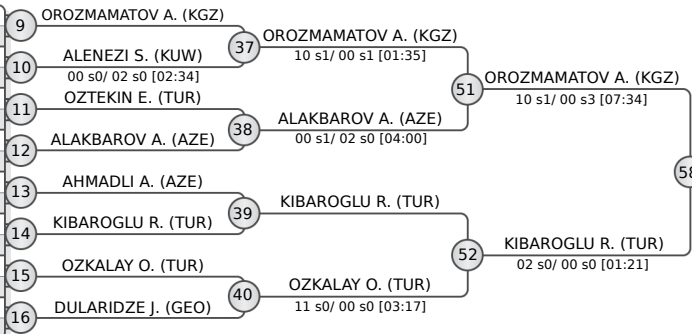 9
OROZMAMATOV A. (KGZ)
10
ALENEZI S. (KUW)
00 s0/ 02 s0 [02:34]
37
OROZMAMATOV A. (KGZ)
10 s1/ 00 s1 [01:35]
11
OZTEKIN E. (TUR)
12
ALAKBAROV A. (AZE)
38
ALAKBAROV A. (AZE)
00 s1/ 02 s0 [04:00]
51
OROZMAMATOV A. (KGZ)
10 s1/ 00 s3 [07:34]
13
AHMADLI A. (AZE)
14
KIBAROGLU R. (TUR)
39
KIBAROGLU R. (TUR)
15
OZKALAY O. (TUR)
16
DULARIDZE J. (GEO)
40
OZKALAY O. (TUR)
11 s0/ 00 s0 [03:17]
52
KIBAROGLU R. (TUR)
02 s0/ 00 s0 [01:21]
58